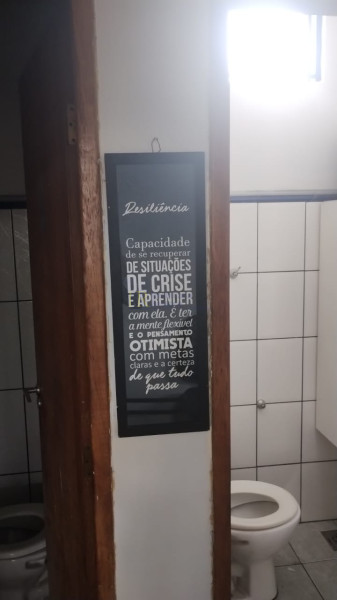 Resiliência
Capacidade
de se recuperar
DE SITUAÇÕES
DE CRISE
E APRENDER
com ela. E ter
a mente flexível
E O PENSAMENTO
OTIMISTA
com metas
claras e a certeza
de que tudo
passa